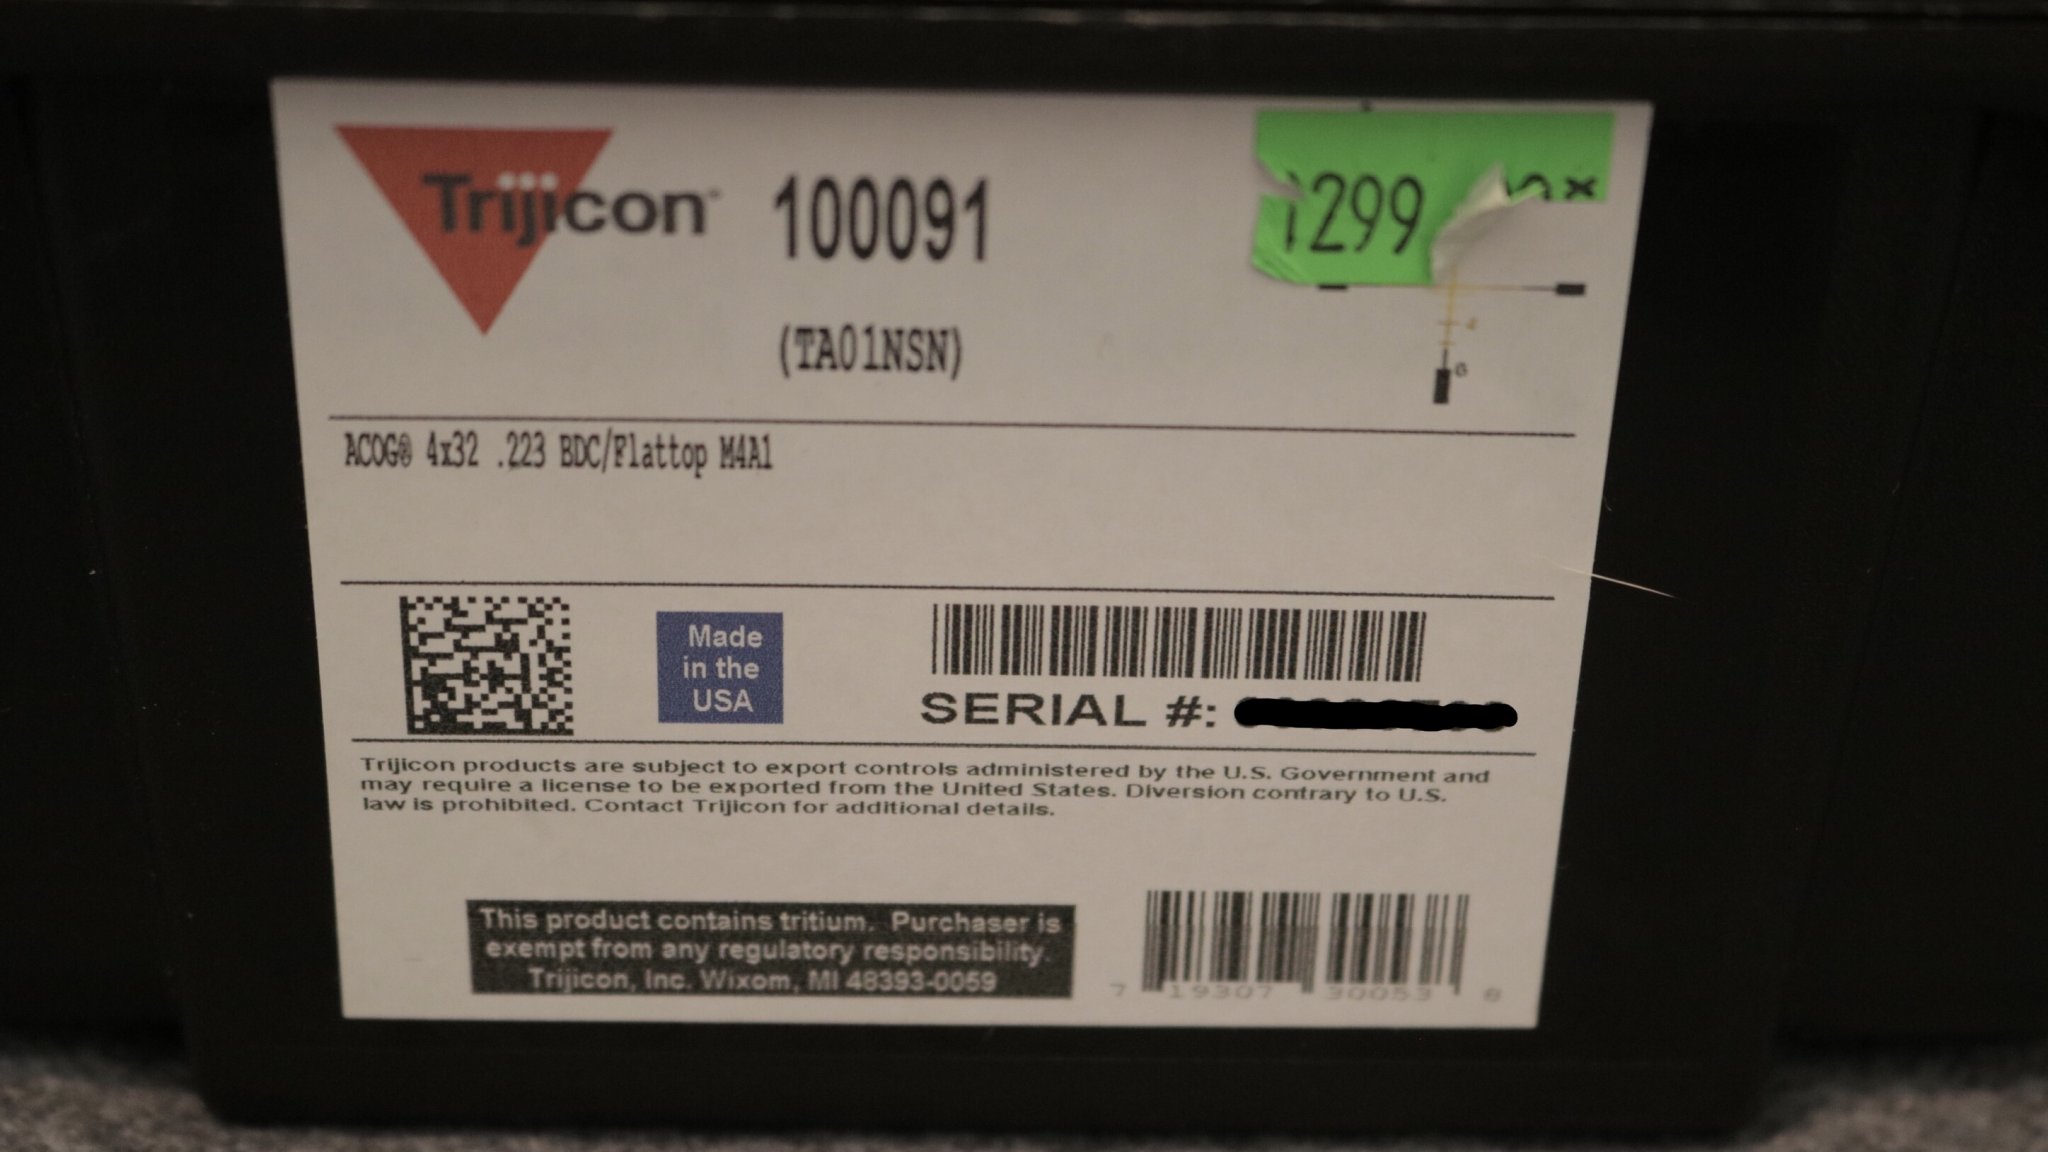 Trijicon
100091
1299
(TA01NSN)
4
6
ACOG® 4x32 .223 BDC/Flattop M4A1
Made
in the
USA
SERIAL #:
Trijicon products are subject to export controls administered by the U.S. Government and
may require a license to be exported from the United States. Diversion contrary to U.S.
law is prohibited. Contact Trijicon for additional details.
This product contains tritium. Purchaser is
exempt from any regulatory responsibility.
Trijicon, Inc. Wixom, MI 48393-0059
7 19307 30053 8